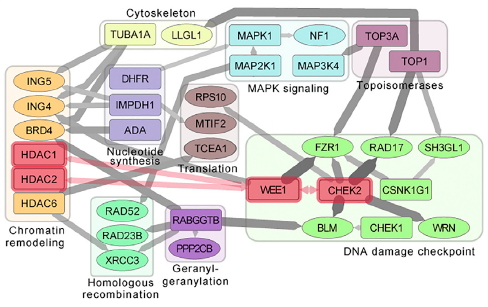 Cytoskeleton
TUBA1A
LLGL1
MAPK1
NF1
MAP2K1
MAP3K4
MAPK signaling
TOP3A
TOP1
Topoisomerases
ING5
ING4
BRD4
HDAC1
HDAC2
HDAC6
Chromatin
remodeling
DHFR
IMPDH1
ADA
Nucleotide
synthesis
RPS10
MTIF2
TCEA1
Translation
FZR1
RAD17
SH3GL1
WEE1
CHEK2
CSNK1G1
BLM
CHEK1
WRN
DNA damage checkpoint
RAD52
RAD23B
XRCC3
Homologous
recombination
RABGGTB
PPP2CB
Geranyl-
geranylation